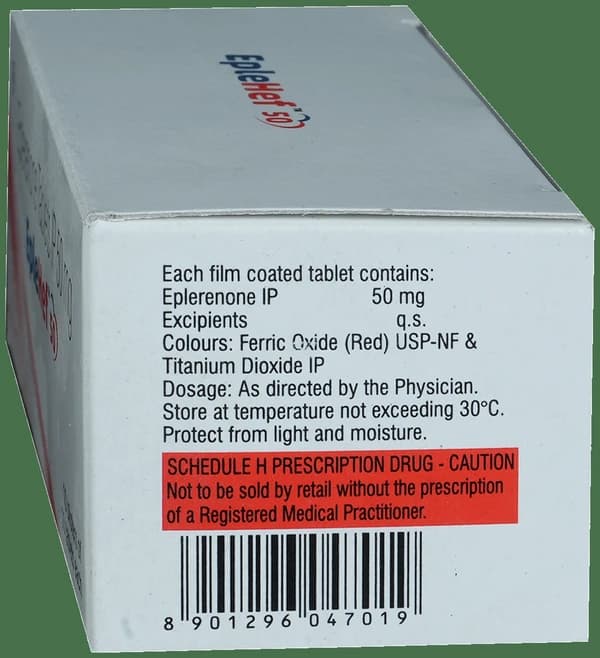 EpleHef 50
EpleHef 50
Each film coated tablet contains:
Eplerenone IP 50 mg
Excipients q.s.
Colours: Ferric Oxide (Red) USP-NF &
Titanium Dioxide IP
Dosage: As directed by the Physician.
Store at temperature not exceeding 30°C.
Protect from light and moisture.
SCHEDULE H PRESCRIPTION DRUG - CAUTION
Not to be sold by retail without the prescription
of a Registered Medical Practitioner.
8 901296 047019